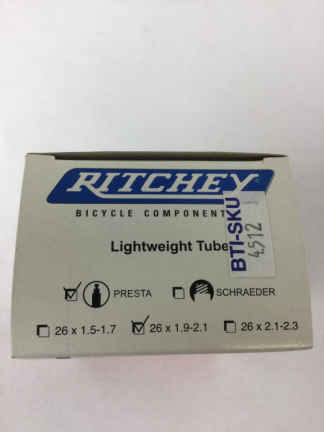 RITCHEY
BICYCLE COMPONENT
Lightweight Tube
BTI-SKU
4512
PRESTA SCHRAEDER
26 x 1.5-1.7 26 x 1.9-2.1 26 x 2.1-2.3